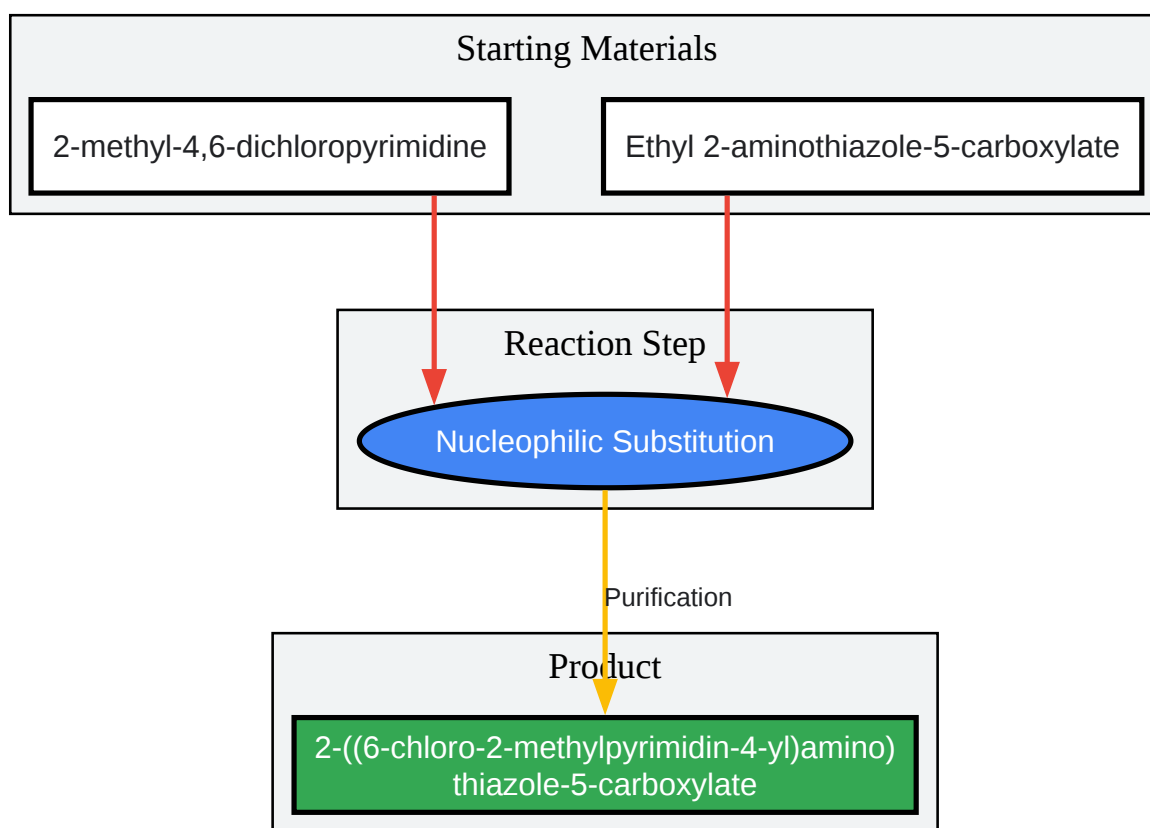 Starting Materials
2-methyl-4,6-dichloropyrimidine
Ethyl 2-aminothiazole-5-carboxylate
Reaction Step
Nucleophilic Substitution
Purification
Product
2-((6-chloro-2-methylpyrimidin-4-yl)amino)
thiazole-5-carboxylate